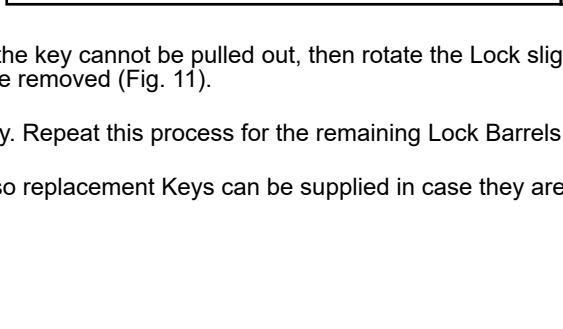 the key cannot be pulled out, then rotate the Lock slig
e removed (Fig. 11).
y. Repeat this process for the remaining Lock Barrels
so replacement Keys can be supplied in case they are